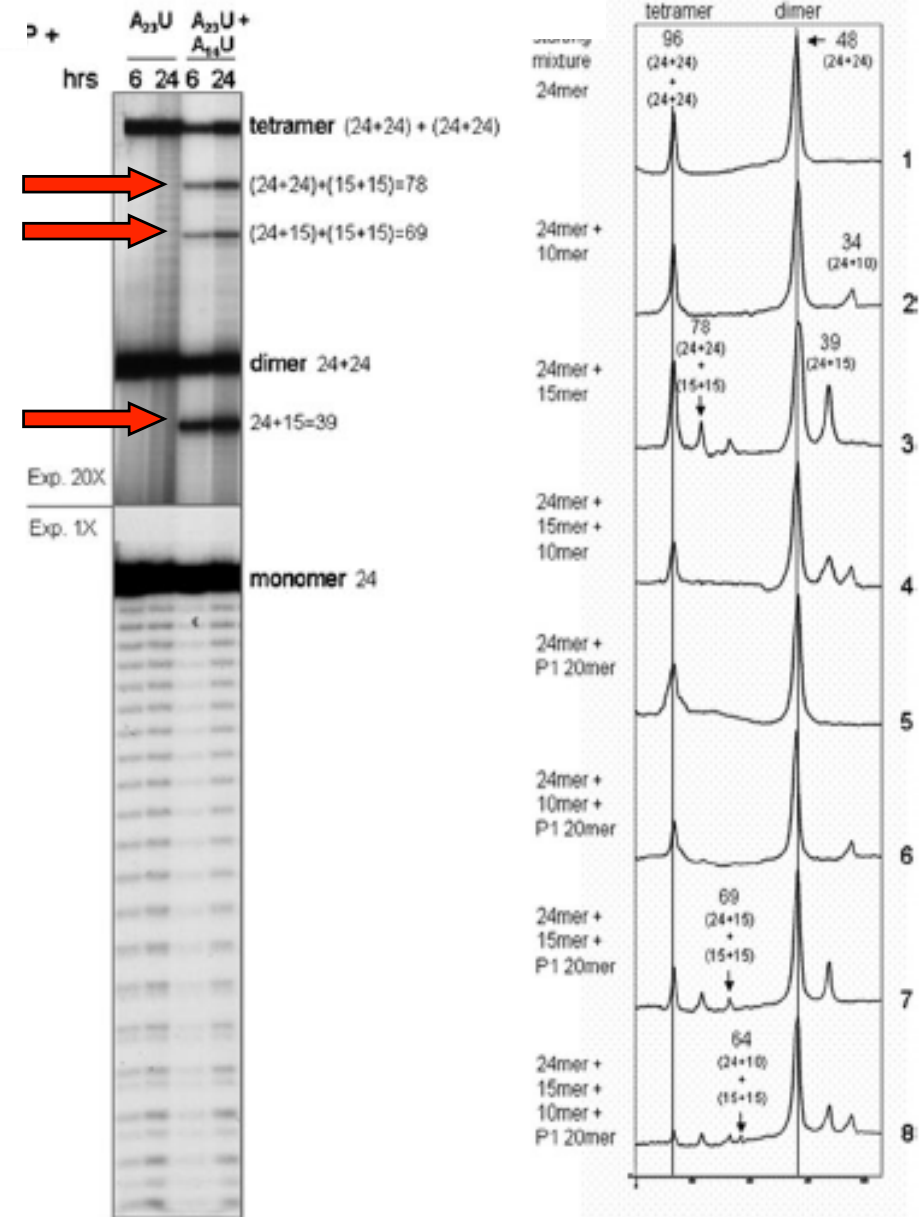 P +
A₂₃U A₂₃U +
A₁₄U
hrs 6 24 6 24
tetramer (24+24) + (24+24)
(24+24)+(15+15)=78
(24+15)+(15+15)=69
dimer 24+24
24+15=39
Exp. 20X
Exp. 1X
monomer 24
tetramer dimer
mixture
24mer
96
(24+24)
+
(24+24)
48
(24+24)
1
24mer +
10mer
34
(24+10)
2
24mer +
15mer
78
(24+24)
+
(15+15)
39
(24+15)
3
24mer +
15mer +
10mer
4
24mer +
P1 20mer
5
24mer +
10mer +
P1 20mer
6
24mer +
15mer +
P1 20mer
69
(24+15)
+
(15+15)
7
24mer +
15mer +
10mer +
P1 20mer
64
(24+10)
+
(15+15)
8